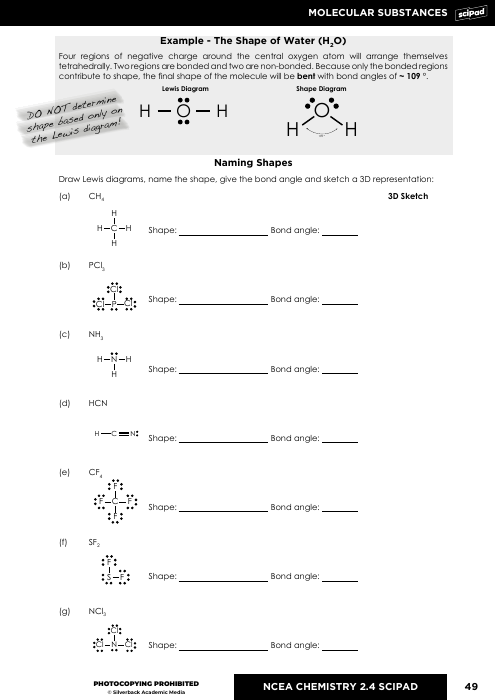 MOLECULAR SUBSTANCES scipad
Example - The Shape of Water (H₂O)
Four regions of negative charge around the central oxygen atom will arrange themselves
tetrahedrally. Two regions are bonded and two are non-bonded. Because only the bonded regions
contribute to shape, the final shape of the molecule will be bent with bond angles of ~ 109 °.
Lewis Diagram
Shape Diagram
DO NOT determine
shape based only on
the Lewis diagram!
H O H
O
H H
Naming Shapes
Draw Lewis diagrams, name the shape, give the bond angle and sketch a 3D representation:
(a) CH₄ 3D Sketch
H
H C H
H
Shape: Bond angle:
(b) PCl₃
Cl
Cl P Cl
Shape: Bond angle:
(c) NH₃
H N H
H
Shape: Bond angle:
(d) HCN
H C N
Shape: Bond angle:
(e) CF₄
F
F C F
F
Shape: Bond angle:
(f) SF₂
F
S F
Shape: Bond angle:
(g) NCl₃
Cl
Cl N Cl
Shape: Bond angle:
PHOTOCOPYING PROHIBITED
© Silverback Academic Media
NCEA CHEMISTRY 2.4 SCIPAD 49